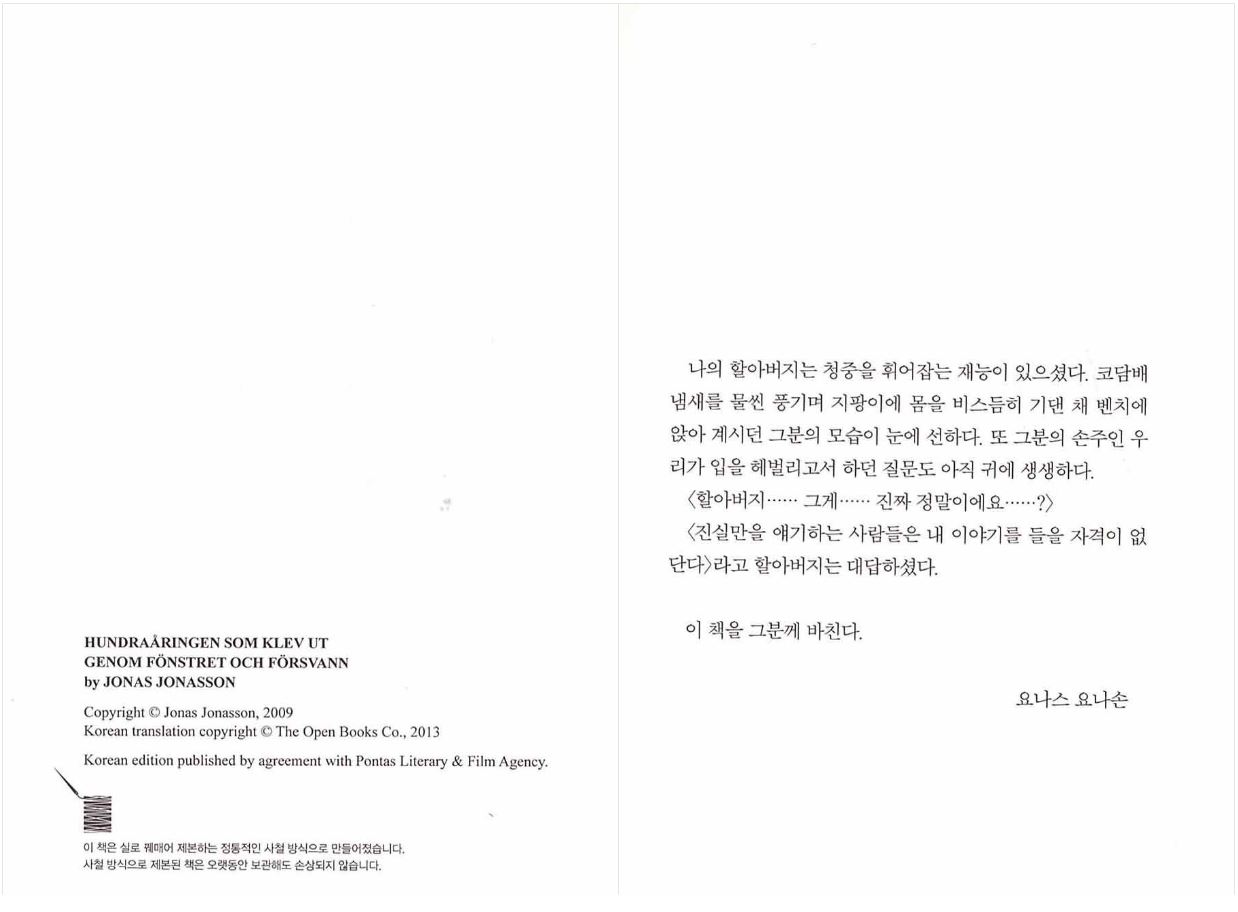 HUNDRAÅRINGEN SOM KLEV UT
GENOM FÖNSTRET OCH FÖRSVANN
by JONAS JONASSON
Copyright © Jonas Jonasson, 2009
Korean translation copyright © The Open Books Co., 2013
Korean edition published by agreement with Pontas Literary & Film Agency.
이 책은 실로 꿰매어 제본하는 정통적인 사철 방식으로 만들어졌습니다.
사철 방식으로 제본된 책은 오랫동안 보관해도 손상되지 않습니다.
나의 할아버지는 청중을 휘어잡는 재능이 있으셨다. 코담배
냄새를 물씬 풍기며 지팡이에 몸을 비스듬히 기댄 채 벤치에
앉아 계시던 그분의 모습이 눈에 선하다. 또 그분의 손주인 우
리가 입을 헤벌리고서 하던 질문도 아직 귀에 생생하다.
〈할아버지…… 그게…… 진짜 정말이에요……?〉
〈진실만을 얘기하는 사람들은 내 이야기를 들을 자격이 없
단다〉라고 할아버지는 대답하셨다.
이 책을 그분께 바친다.
요나스 요나손